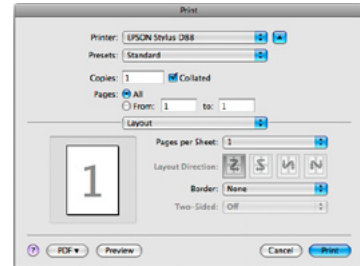 Print
Printer: EPSON Stylus D88
Presets: Standard
Copies: 1 Collated
Pages: All
From: 1 to: 1
Layout
Pages per Sheet: 1
Layout Direction:
Border: None
Two-Sided: Off
1
? PDF ▾ Preview Cancel Print